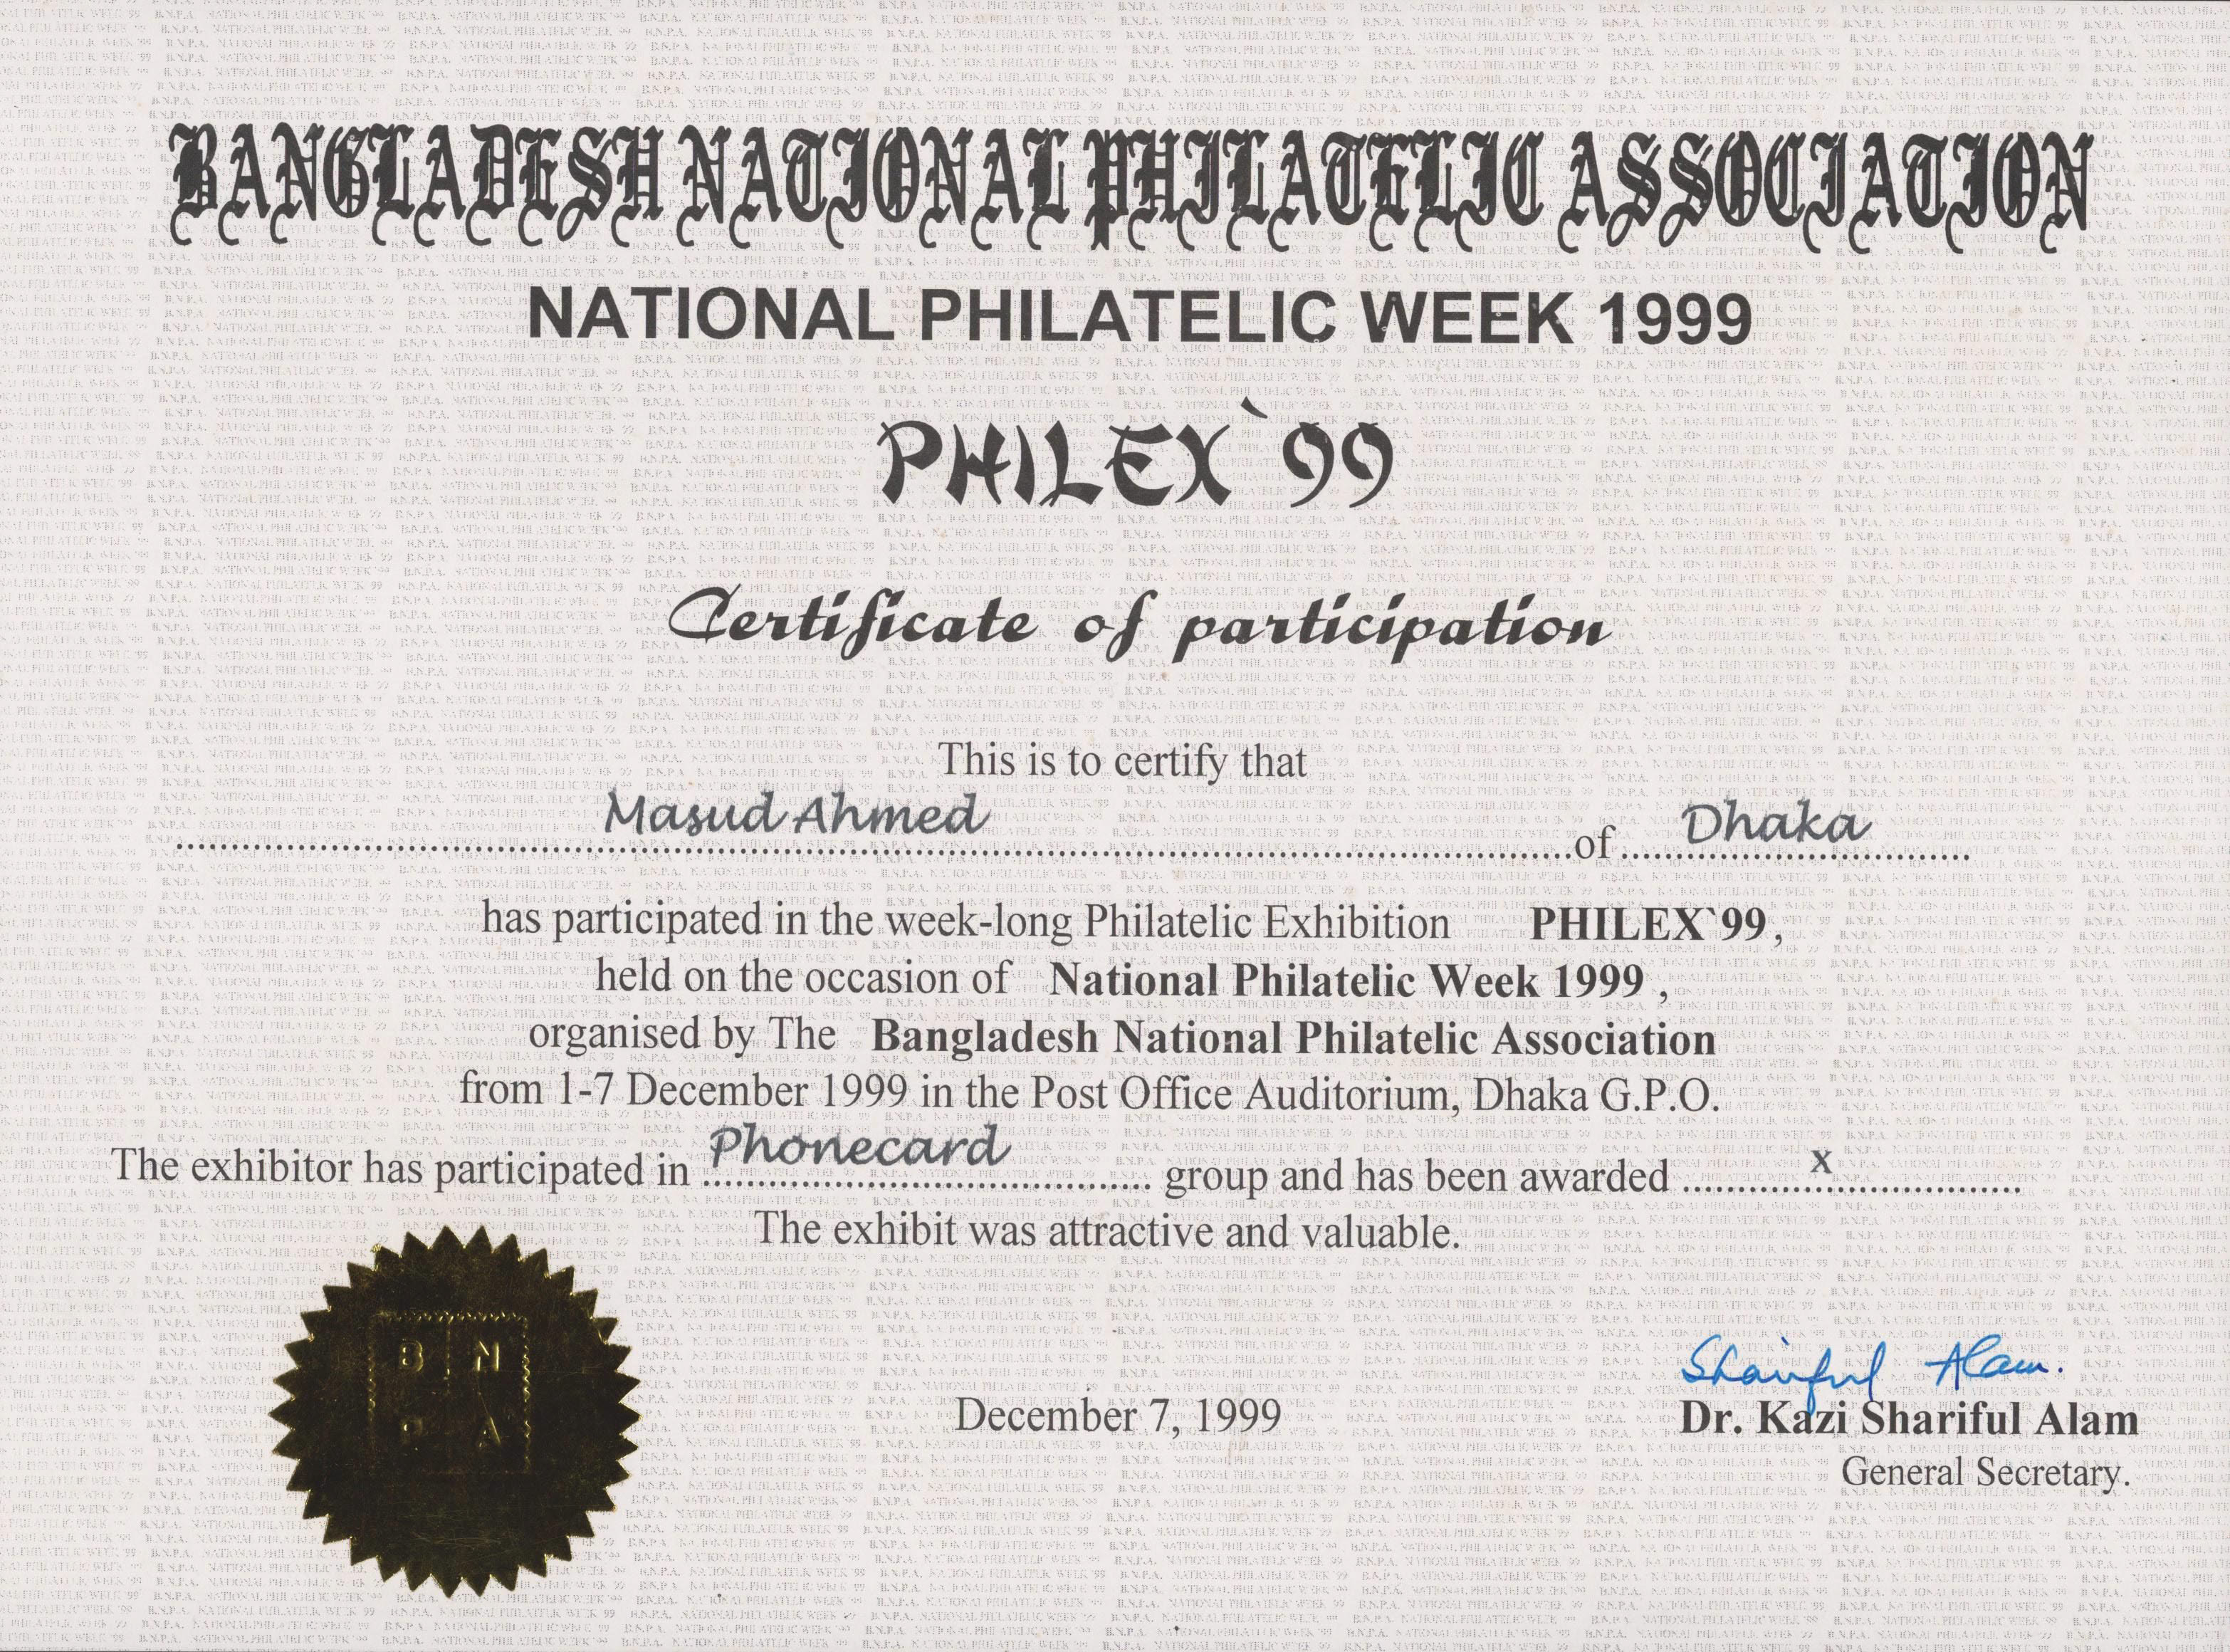 BANGLADESH NATIONAL PHILATELIC ASSOCIATION
NATIONAL PHILATELIC WEEK 1999
PHILEX`99
Certificate of participation
This is to certify that
Masud Ahmed of Dhaka
has participated in the week-long Philatelic Exhibition PHILEX`99,
held on the occasion of National Philatelic Week 1999 ,
organised by The Bangladesh National Philatelic Association
from 1-7 December 1999 in the Post Office Auditorium, Dhaka G.P.O.
The exhibitor has participated in Phonecard group and has been awarded x
The exhibit was attractive and valuable.
B N
P A
December 7, 1999
Shariful Alam.
Dr. Kazi Shariful Alam
General Secretary.